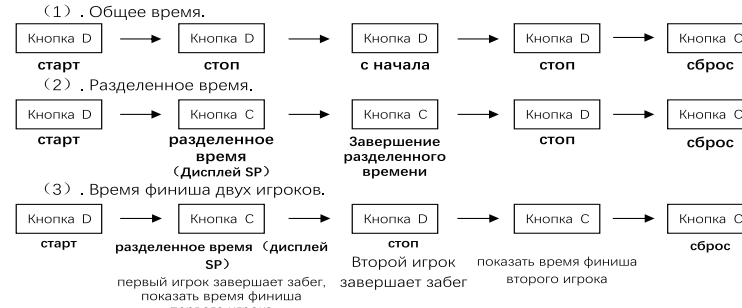 （1）. Общее время.
Кнопка D Кнопка D Кнопка D Кнопка D Кнопка C
старт стоп с начала стоп сброс
（2）. Разделенное время.
Кнопка D Кнопка C Кнопка C Кнопка D Кнопка C
старт разделенное время （Дисплей SP） Завершение разделенного времени стоп сброс
（3）. Время финиша двух игроков.
Кнопка D Кнопка C Кнопка D Кнопка C Кнопка C
старт разделенное время （дисплей SP） стоп сброс
первый игрок завершает забег, показать время финиша
Второй игрок завершает забег
показать время финиша второго игрока